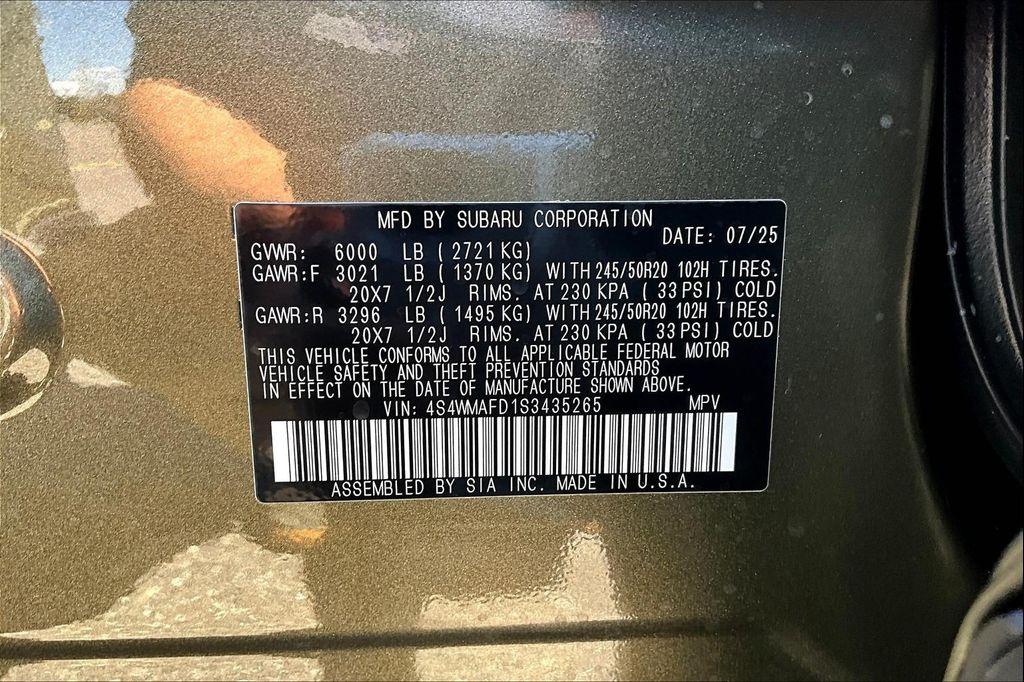 MFD BY SUBARU CORPORATION
DATE: 07/25
GVWR: 6000 LB ( 2721 KG)
GAWR:F 3021 LB ( 1370 KG) WITH 245/50R20 102H TIRES.
20X7 1/2J RIMS. AT 230 KPA ( 33 PSI) COLD
GAWR:R 3296 LB ( 1495 KG) WITH 245/50R20 102H TIRES.
20X7 1/2J RIMS. AT 230 KPA ( 33 PSI) COLD
THIS VEHICLE CONFORMS TO ALL APPLICABLE FEDERAL MOTOR
VEHICLE SAFETY AND THEFT PREVENTION STANDARDS
IN EFFECT ON THE DATE OF MANUFACTURE SHOWN ABOVE.
VIN: 4S4WMAFD1S3435265 MPV
ASSEMBLED BY SIA INC. MADE IN U.S.A.